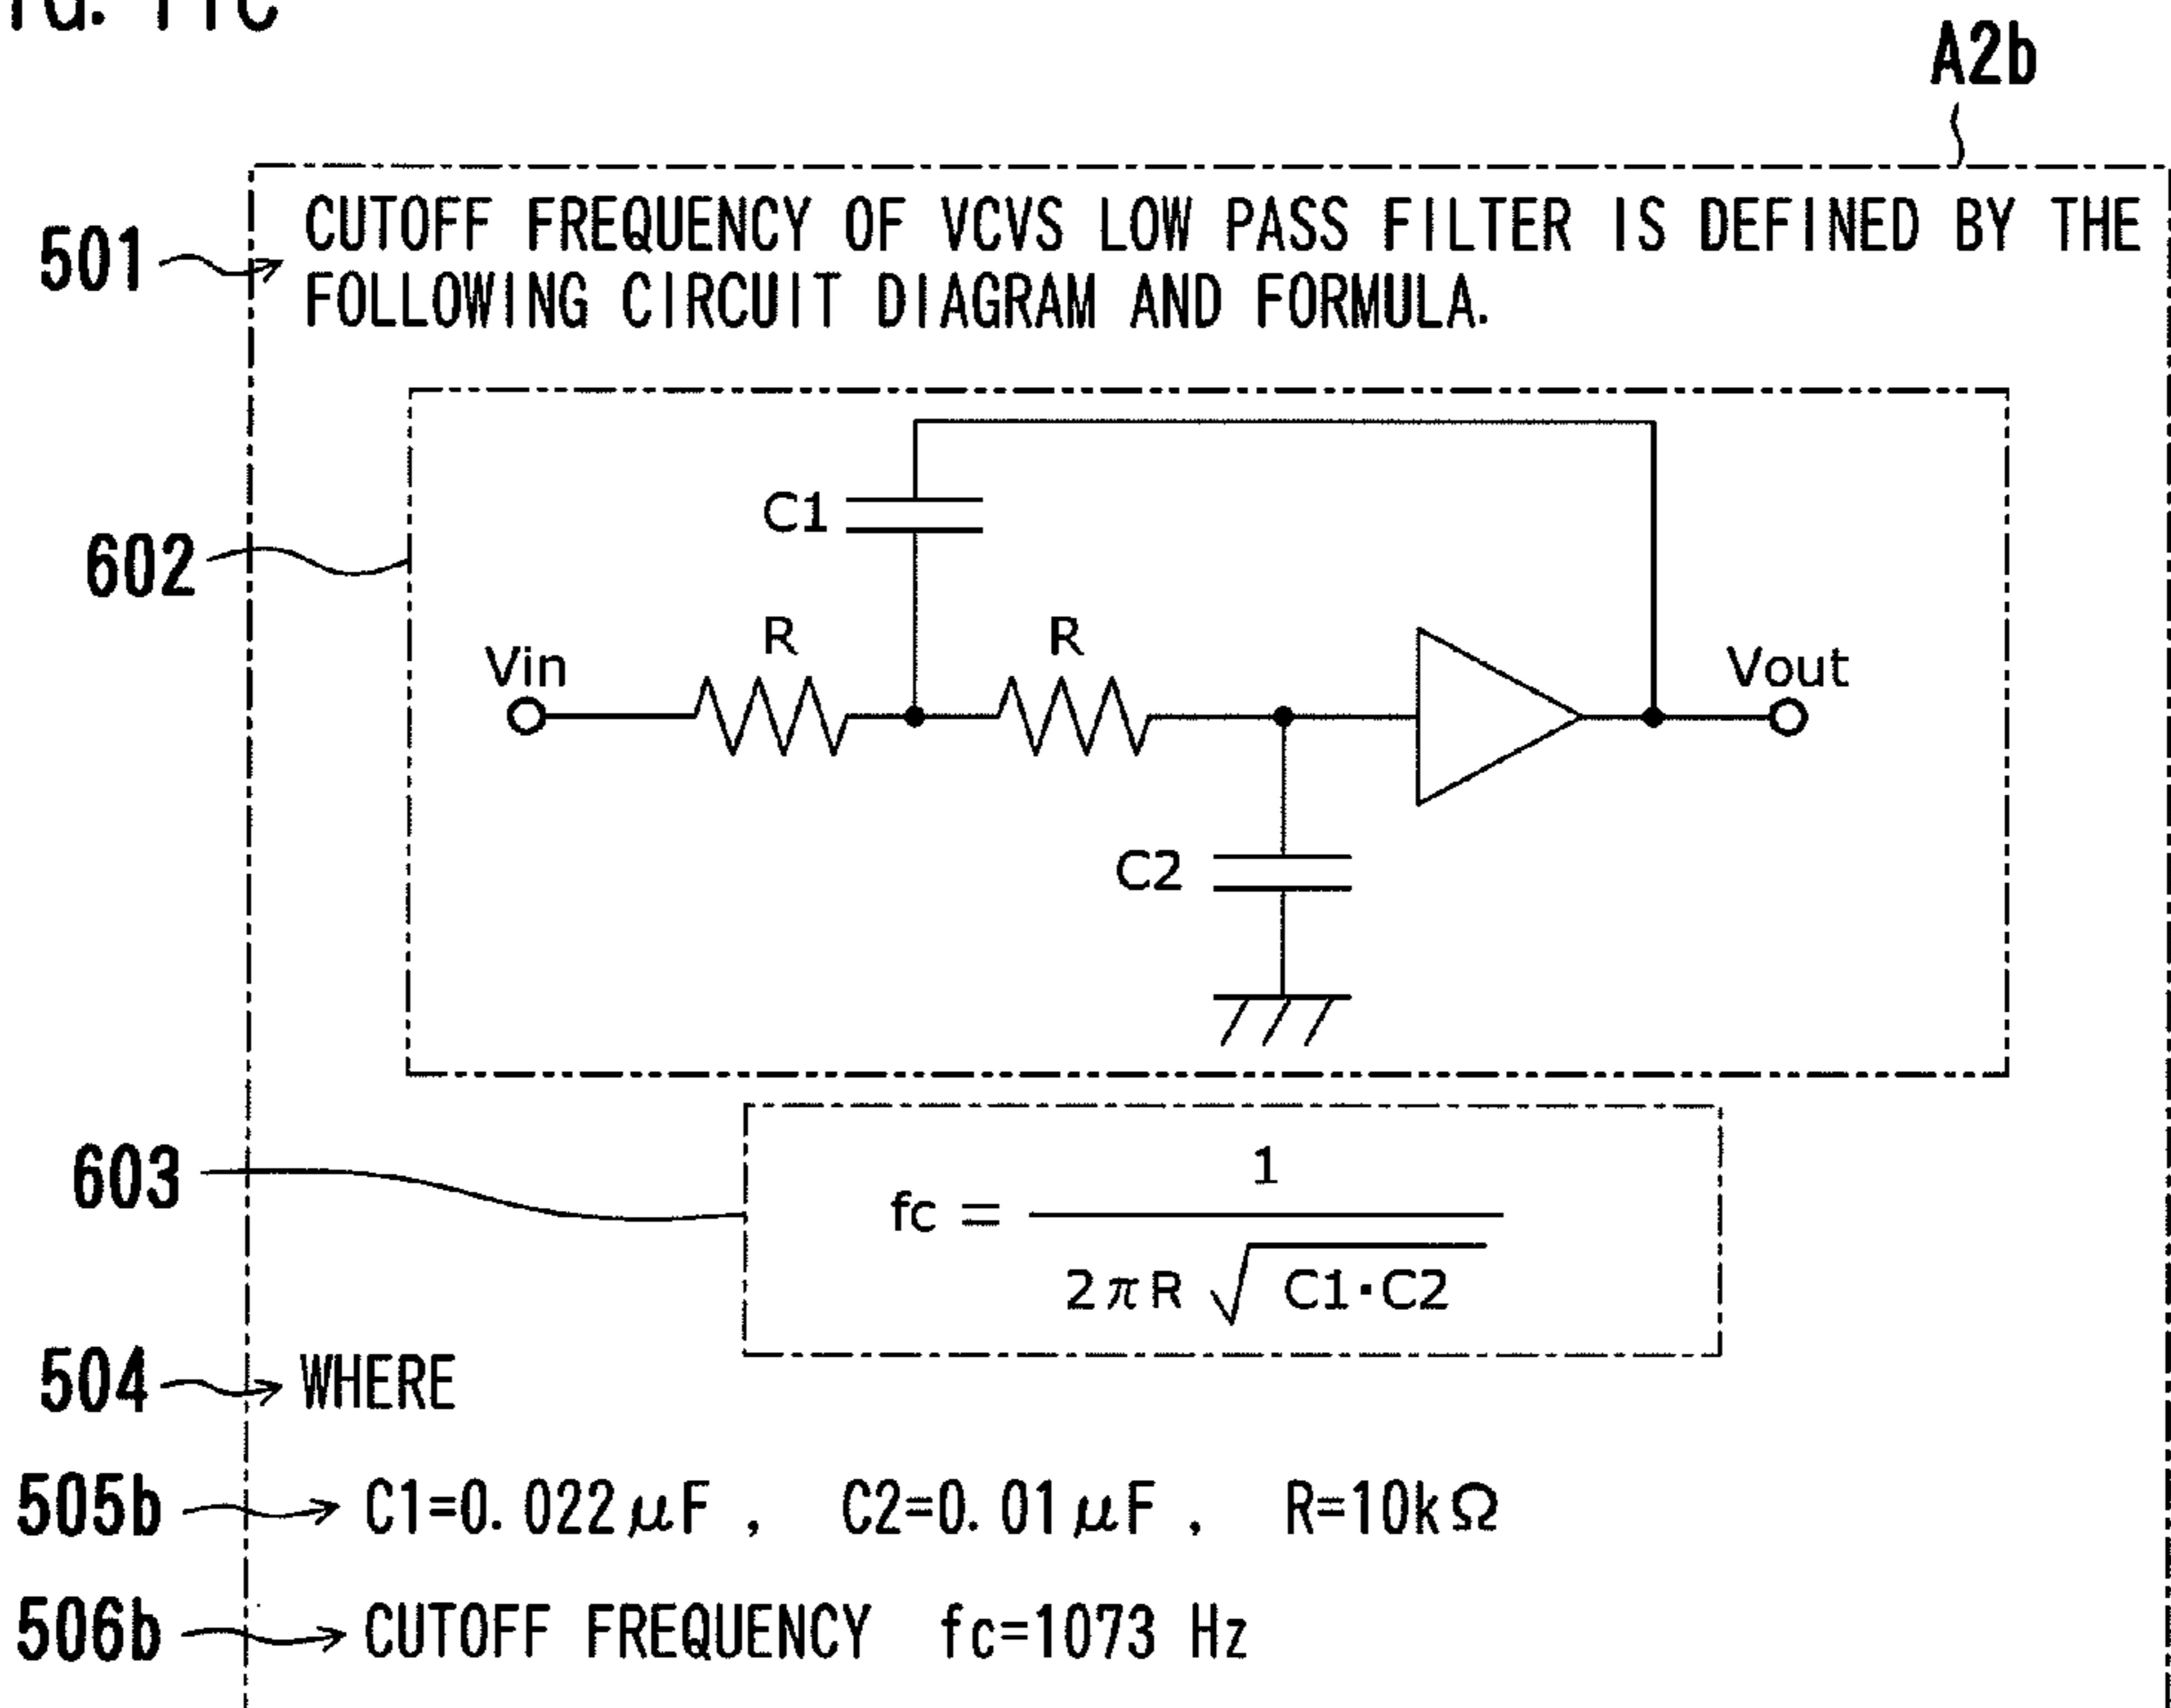 11C
A2b
501
CUTOFF FREQUENCY OF VCVS LOW PASS FILTER IS DEFINED BY THE
FOLLOWING CIRCUIT DIAGRAM AND FORMULA.
602
C1
R
R
Vin
Vout
C2
603
fc = 1 / 2πR √C1·C2
504
WHERE
505b
C1=0.022μF , C2=0.01μF , R=10kΩ
506b
CUTOFF FREQUENCY fc=1073 Hz